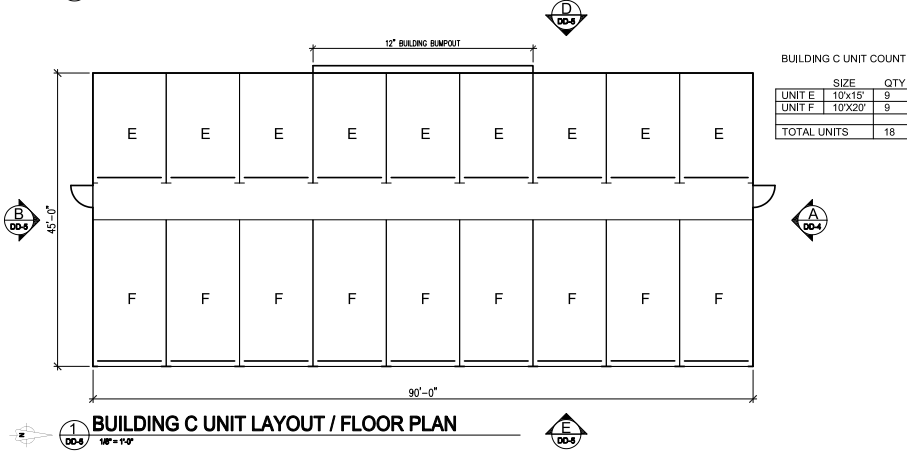 D
DD-5
12" BUILDING BUMPOUT
BUILDING C UNIT COUNT
SIZE QTY
UNIT E 10'x15' 9
UNIT F 10'X20' 9
TOTAL UNITS 18
E E E E E E E E E
B
DD-5
45'-0"
A
DD-4
F F F F F F F F F
90'-0"
N
1
DD-5
BUILDING C UNIT LAYOUT / FLOOR PLAN
1/8" = 1'-0"
E
DD-5